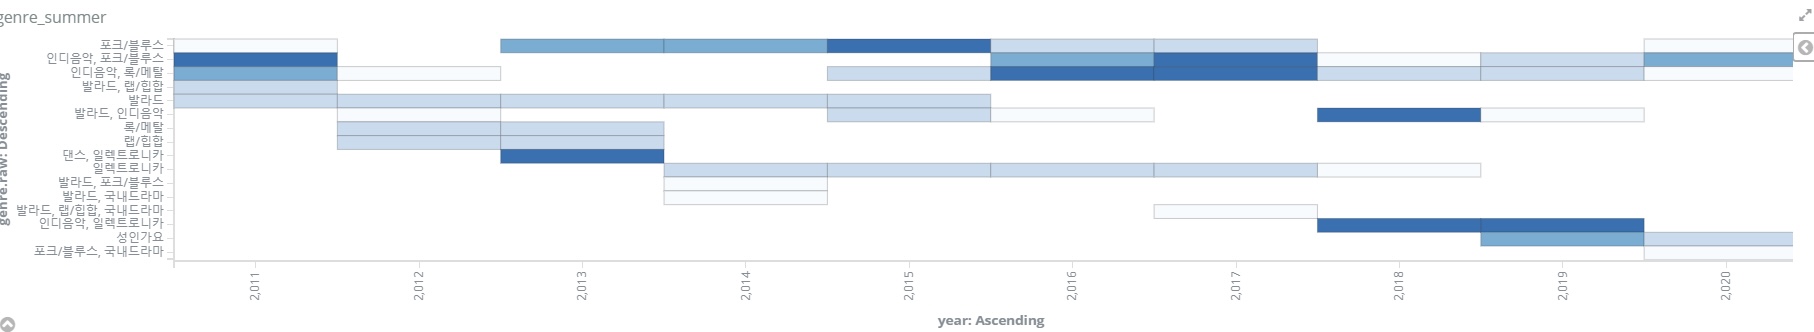 genre_summer
genre.raw: Descending
포크/블루스
인디음악, 포크/블루스
인디음악, 록/메탈
발라드, 랩/힙합
발라드
발라드, 인디음악
록/메탈
랩/힙합
댄스, 일렉트로니카
일렉트로니카
발라드, 포크/블루스
발라드, 국내드라마
발라드, 랩/힙합, 국내드라마
인디음악, 일렉트로니카
성인가요
포크/블루스, 국내드라마
2,011
2,012
2,013
2,014
2,015
2,016
2,017
2,018
2,019
2,020
year: Ascending